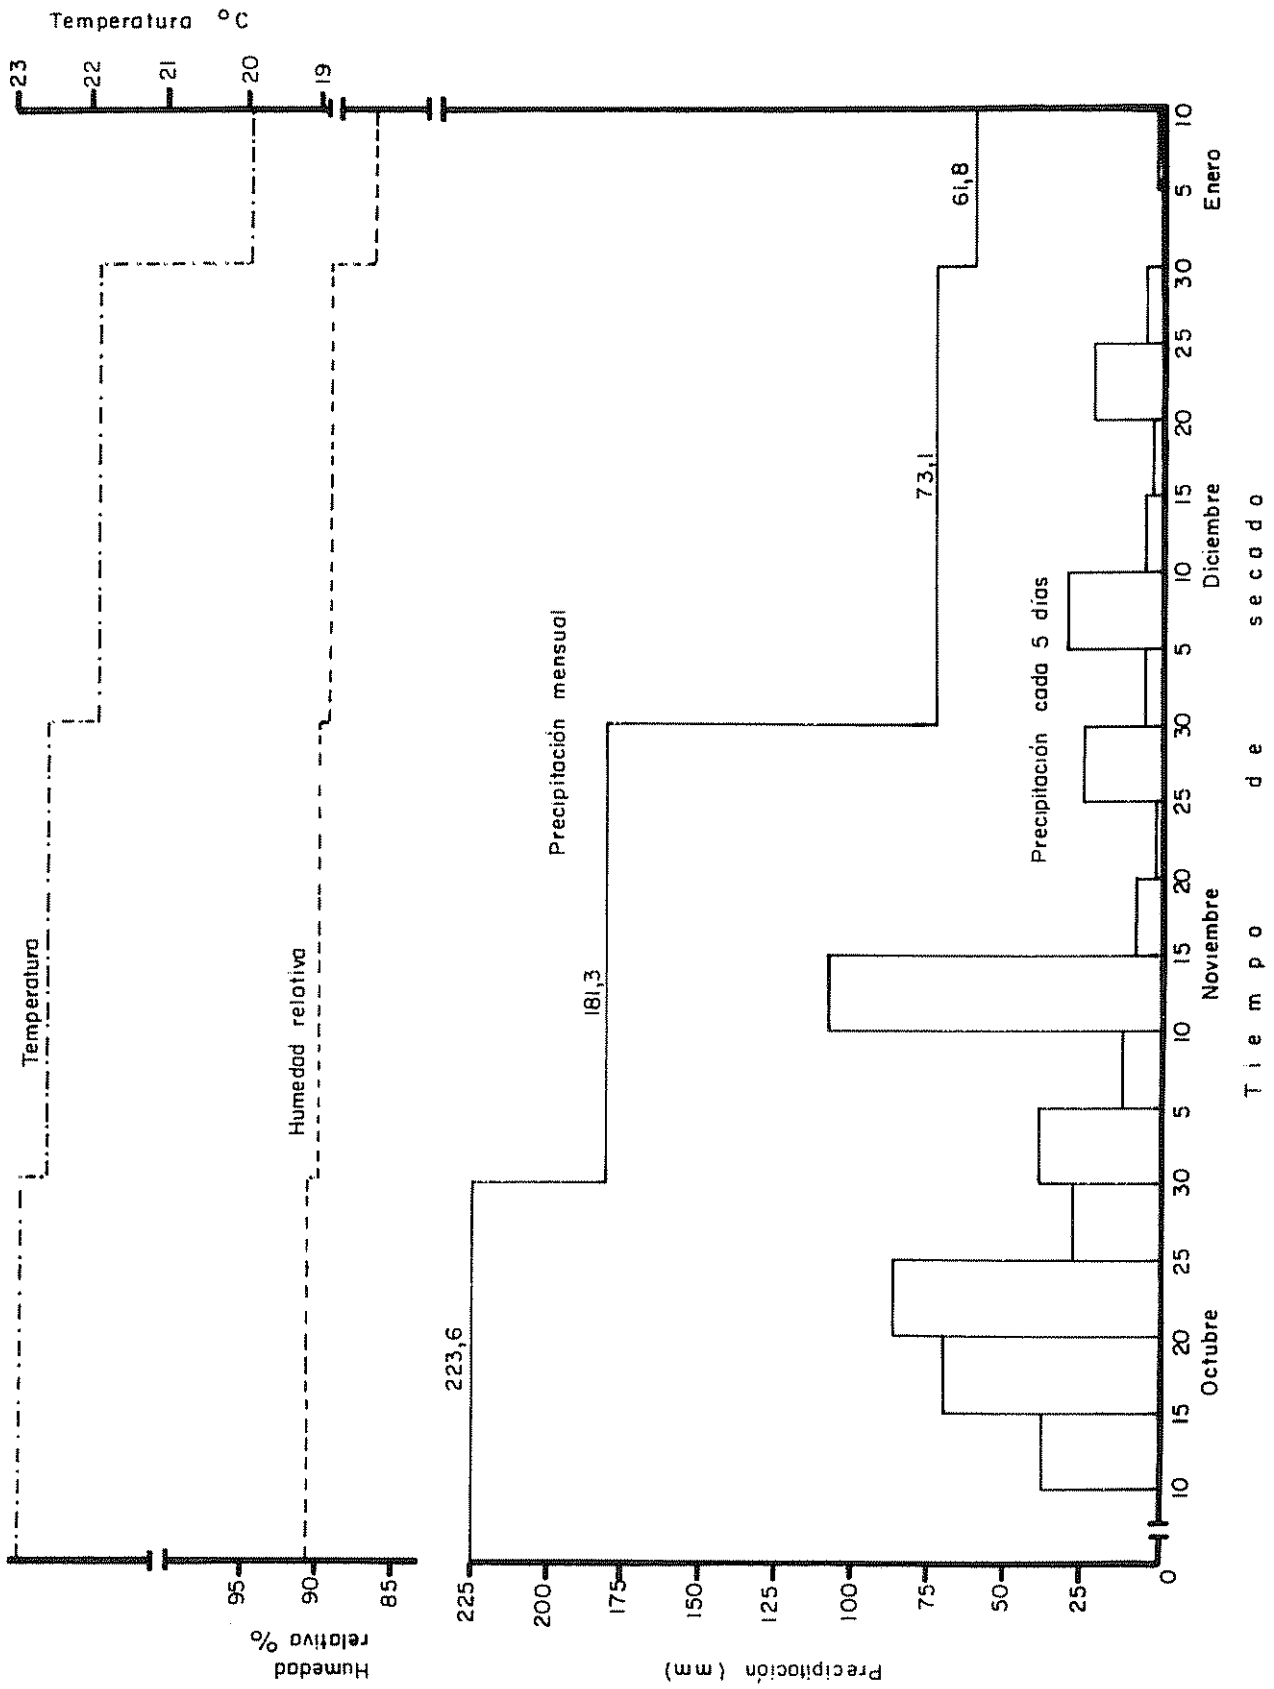 Temperatura °C
23
22
21
20
19
Temperatura
Humedad relativa
Humedad
relativa %
95
90
85
Precipitación (mm)
225
200
175
150
125
100
75
50
25
0
223,6
181,3
73,1
61,8
Precipitación mensual
Precipitación cada 5 días
10 15 20 25 30 5 10 15 20 25 30 5 10 15 20 25 30 5 10
Octubre Noviembre Diciembre Enero
Tiempo de secado